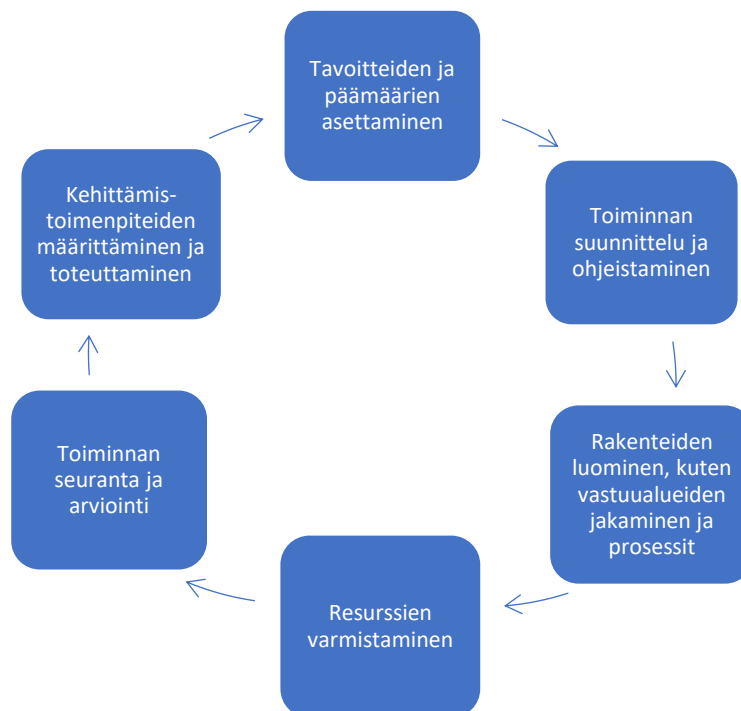 Tavoitteiden ja
päämäärien
asettaminen
Toiminnan
suunnittelu ja
ohjeistaminen
Rakenteiden
luominen, kuten
vastuualueiden
jakaminen ja
prosessit
Resurssien
varmistaminen
Toiminnan
seuranta ja
arviointi
Kehittämis-
toimenpiteiden
määrittäminen ja
toteuttaminen